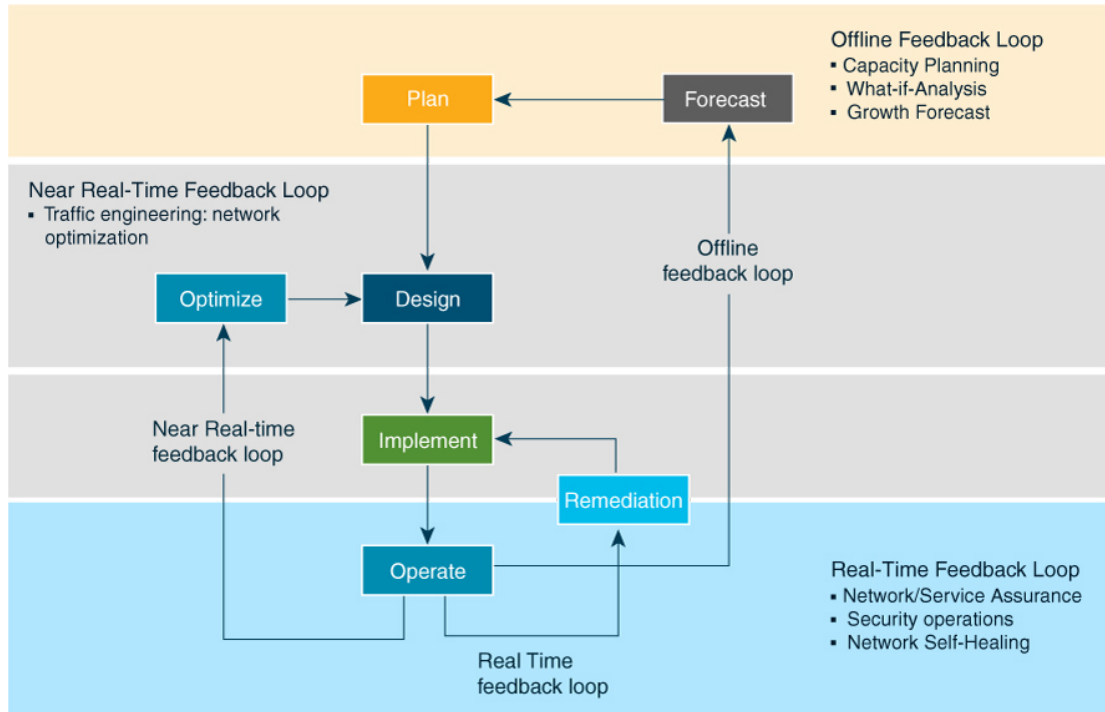 Offline Feedback Loop
▪ Capacity Planning
▪ What-if-Analysis
▪ Growth Forecast
Plan
Forecast
Near Real-Time Feedback Loop
▪ Traffic engineering: network
optimization
Offline
feedback loop
Optimize
Design
Near Real-time
feedback loop
Implement
Remediation
Operate
Real-Time Feedback Loop
▪ Network/Service Assurance
▪ Security operations
▪ Network Self-Healing
Real Time
feedback loop